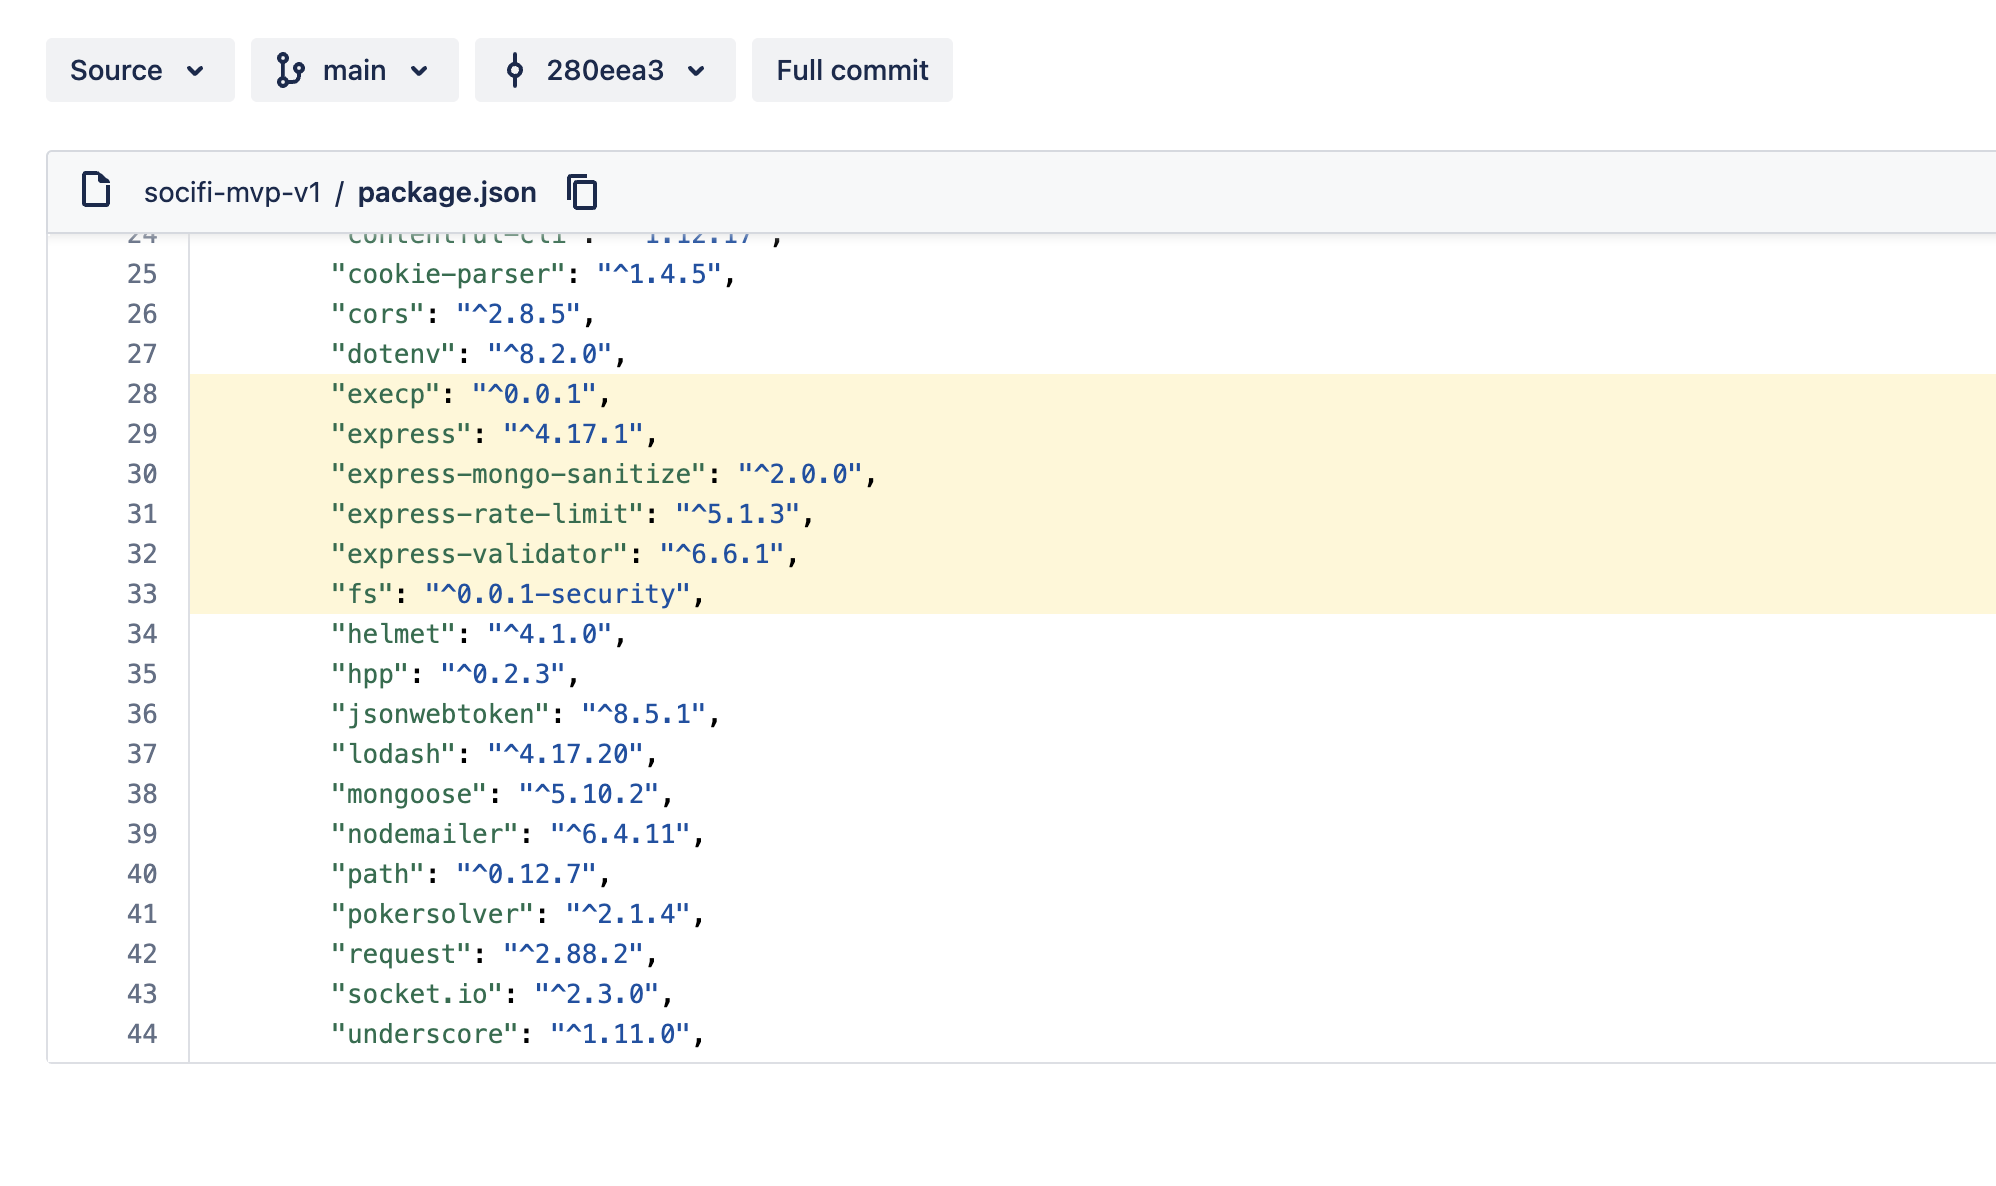 Source main 280eea3 Full commit
socifi-mvp-v1 / package.json
24 "contentful-cli": "^1.12.17",
25 "cookie-parser": "^1.4.5",
26 "cors": "^2.8.5",
27 "dotenv": "^8.2.0",
28 "execp": "^0.0.1",
29 "express": "^4.17.1",
30 "express-mongo-sanitize": "^2.0.0",
31 "express-rate-limit": "^5.1.3",
32 "express-validator": "^6.6.1",
33 "fs": "^0.0.1-security",
34 "helmet": "^4.1.0",
35 "hpp": "^0.2.3",
36 "jsonwebtoken": "^8.5.1",
37 "lodash": "^4.17.20",
38 "mongoose": "^5.10.2",
39 "nodemailer": "^6.4.11",
40 "path": "^0.12.7",
41 "pokersolver": "^2.1.4",
42 "request": "^2.88.2",
43 "socket.io": "^2.3.0",
44 "underscore": "^1.11.0",